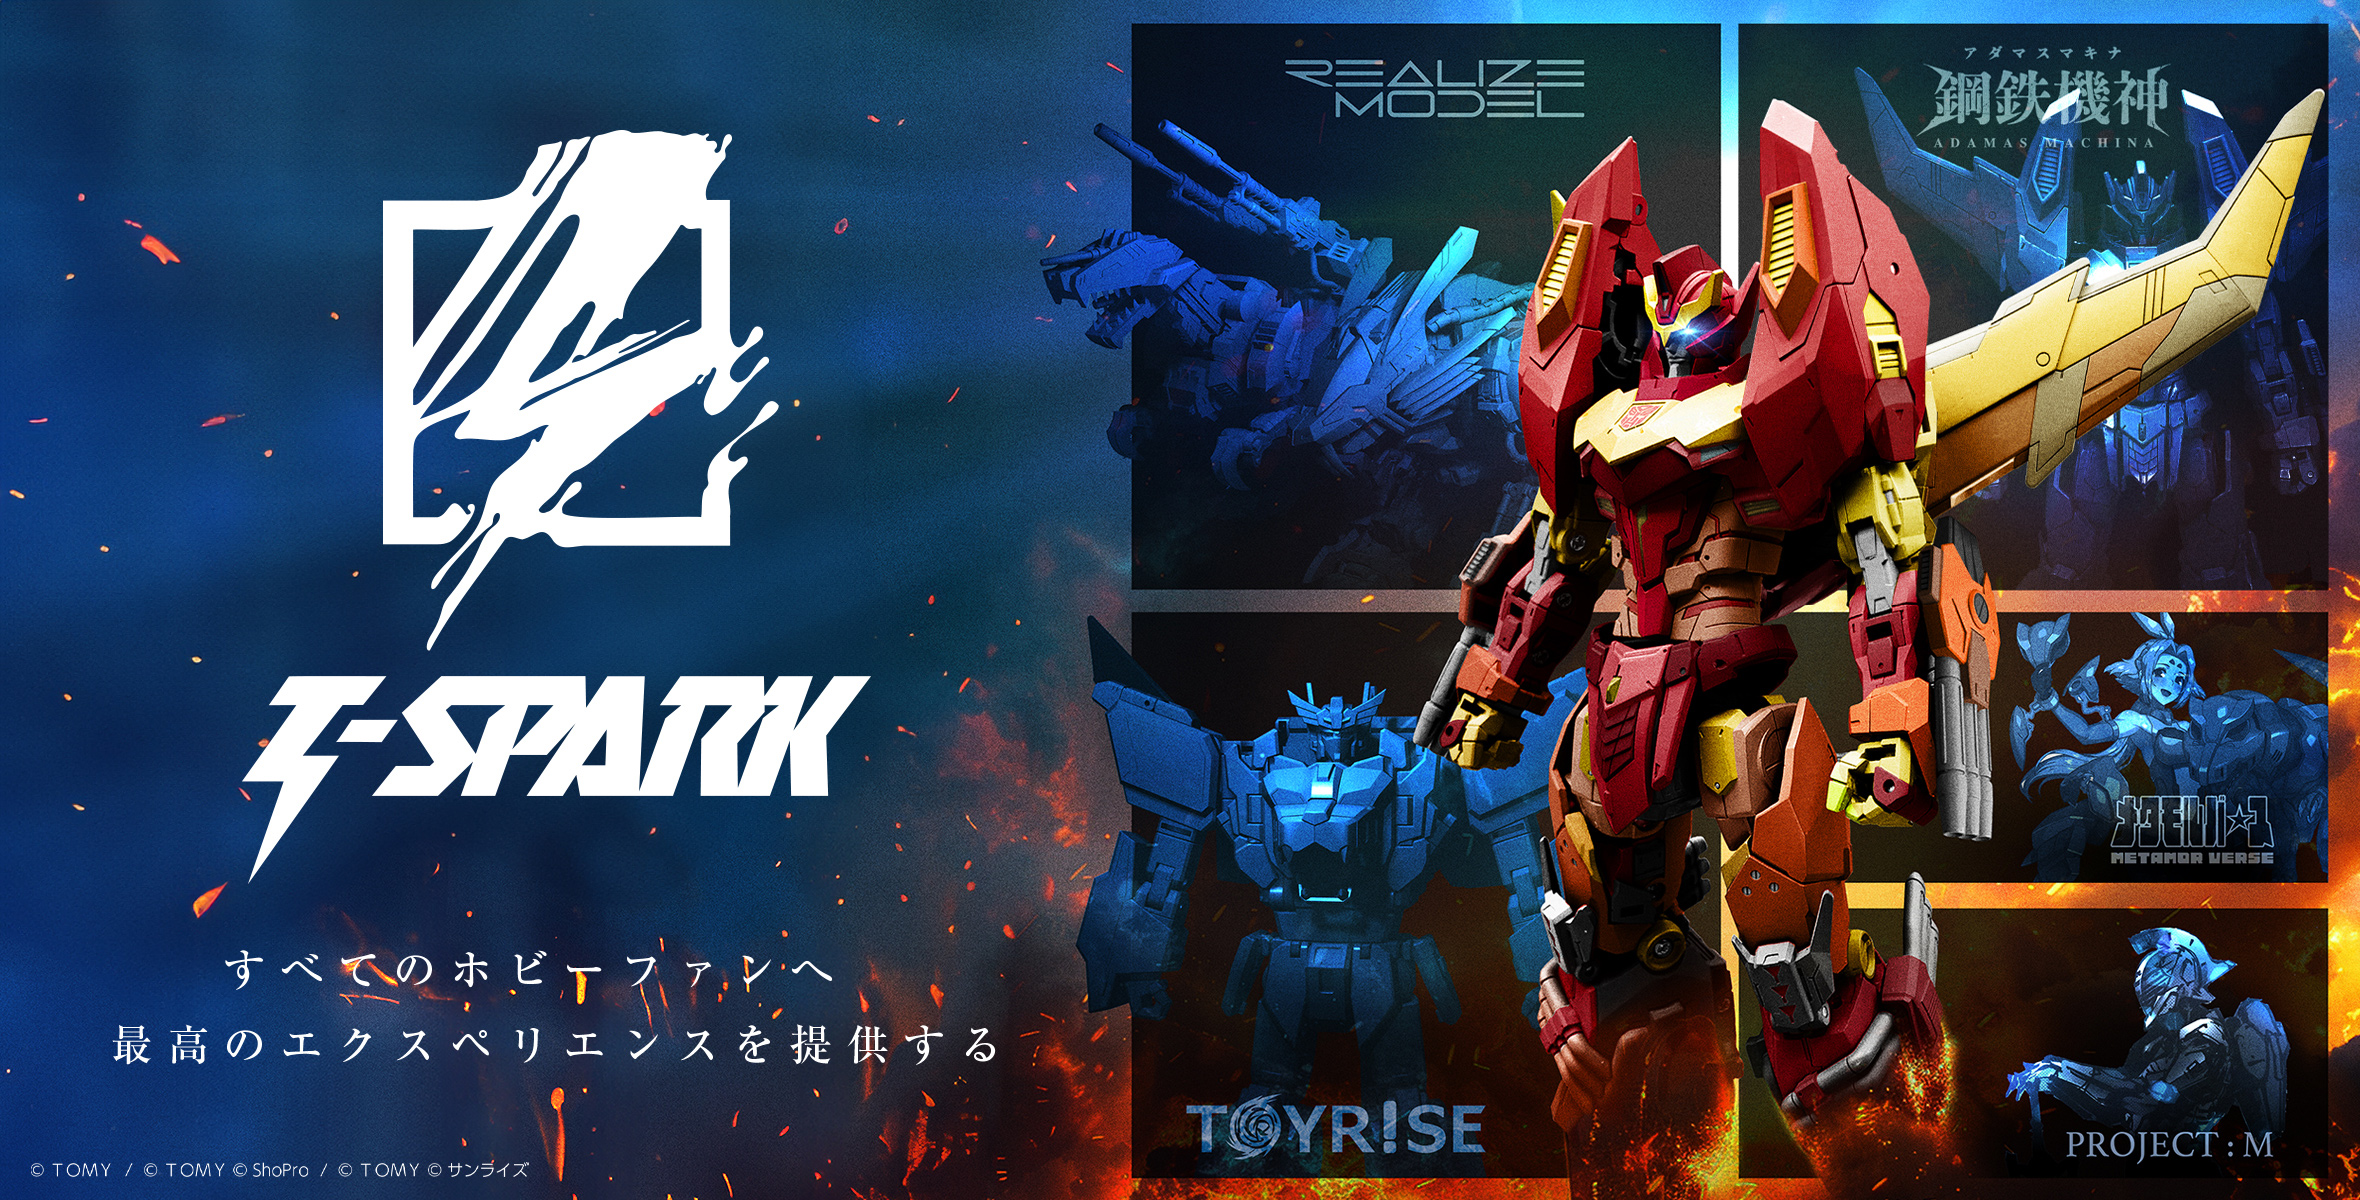 T-SPARK
すべてのホビーファンへ
最高のエクスペリエンスを提供する
© TOMY / © TOMY © ShoPro / © TOMY © サンライズ
REALIZE
MODEL
アダマスマキナ
鋼鉄機神
ADAMAS MACHINA
TOYR!SE
メタモルバ☆ス
METAMOR VERSE
PROJECT : M